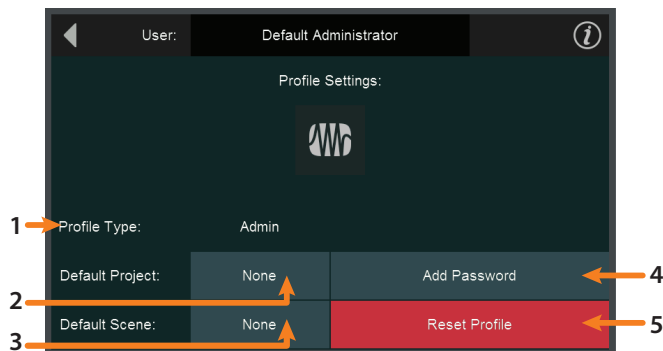 User: Default Administrator i
Profile Settings:
1 Profile Type: Admin
Default Project: None Add Password 4
2
Default Scene: None Reset Profile 5
3